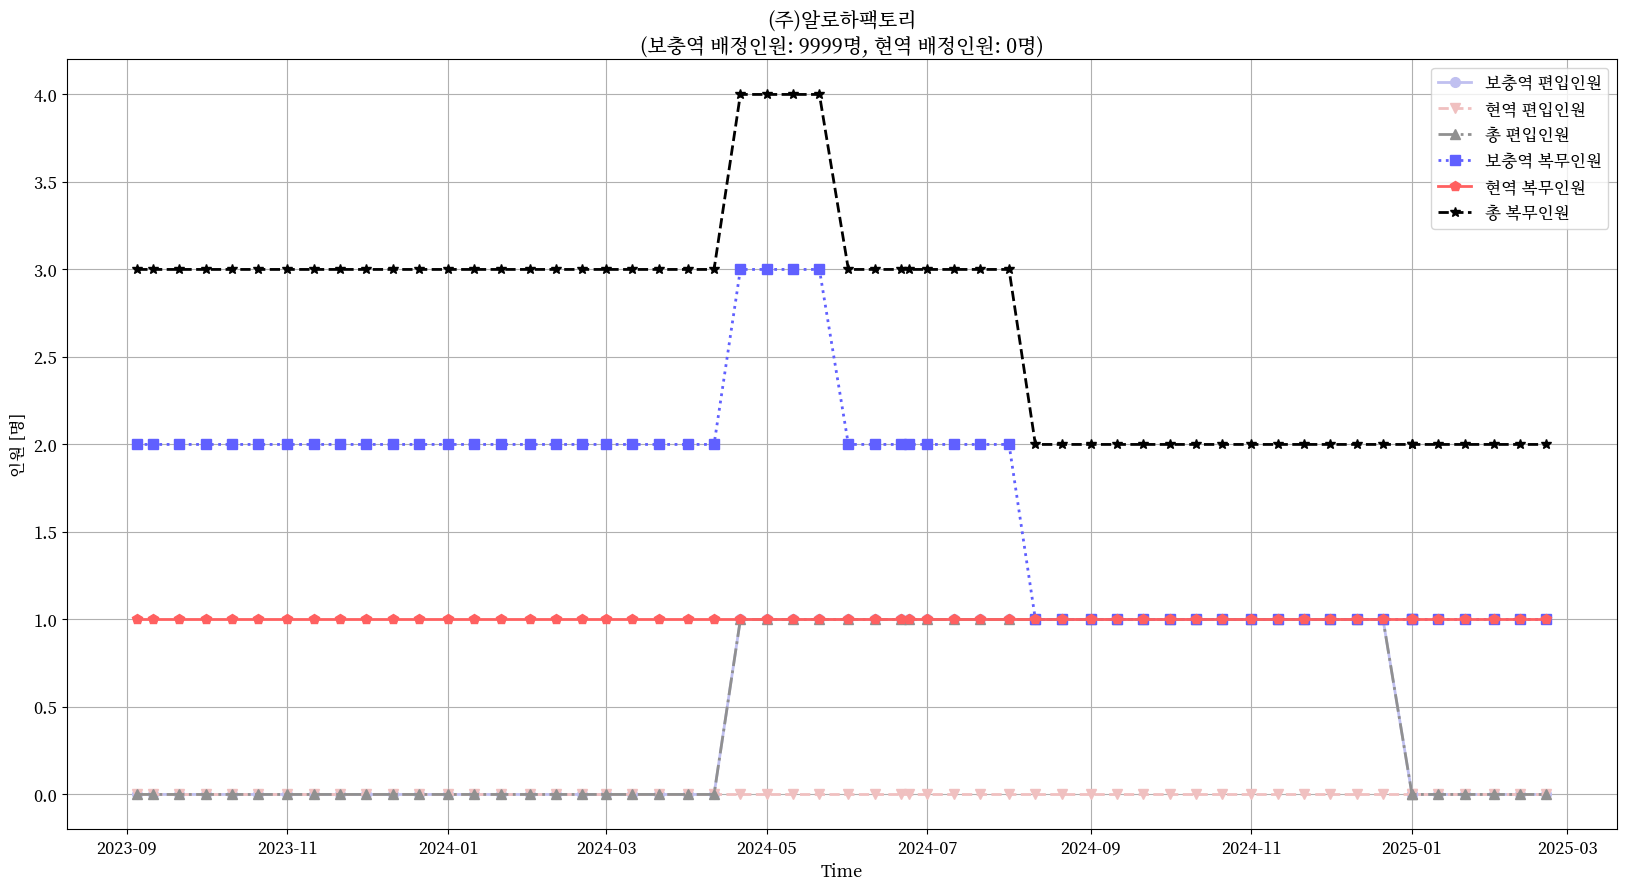 (주)알로하팩토리
(보충역 배정인원: 9999명, 현역 배정인원: 0명)
보충역 편입인원
현역 편입인원
총 편입인원
보충역 복무인원
현역 복무인원
총 복무인원
4.0
3.5
3.0
2.5
2.0
1.5
1.0
0.5
0.0
인원 [명]
2023-09
2023-11
2024-01
2024-03
2024-05
2024-07
2024-09
2024-11
2025-01
2025-03
Time